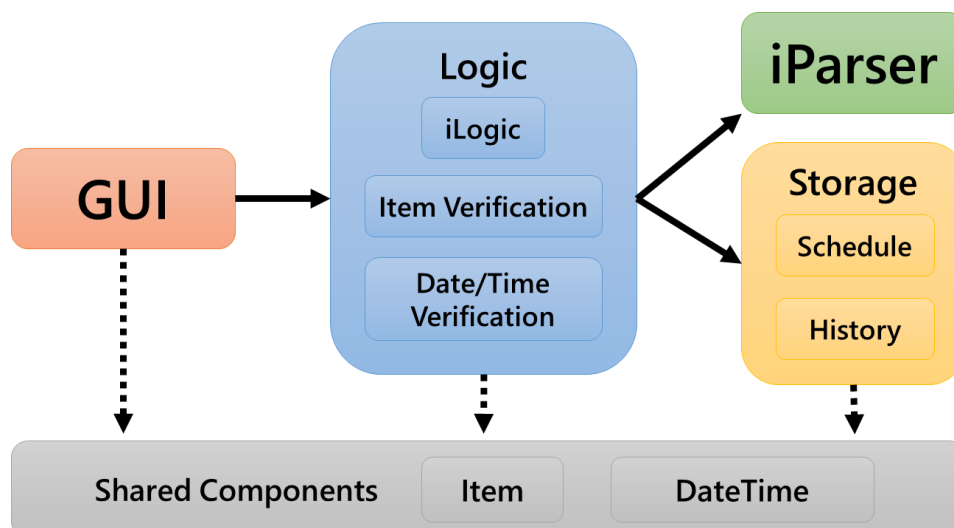 GUI
Logic
iLogic
Item Verification
Date/Time
Verification
iParser
Storage
Schedule
History
Shared Components
Item
DateTime